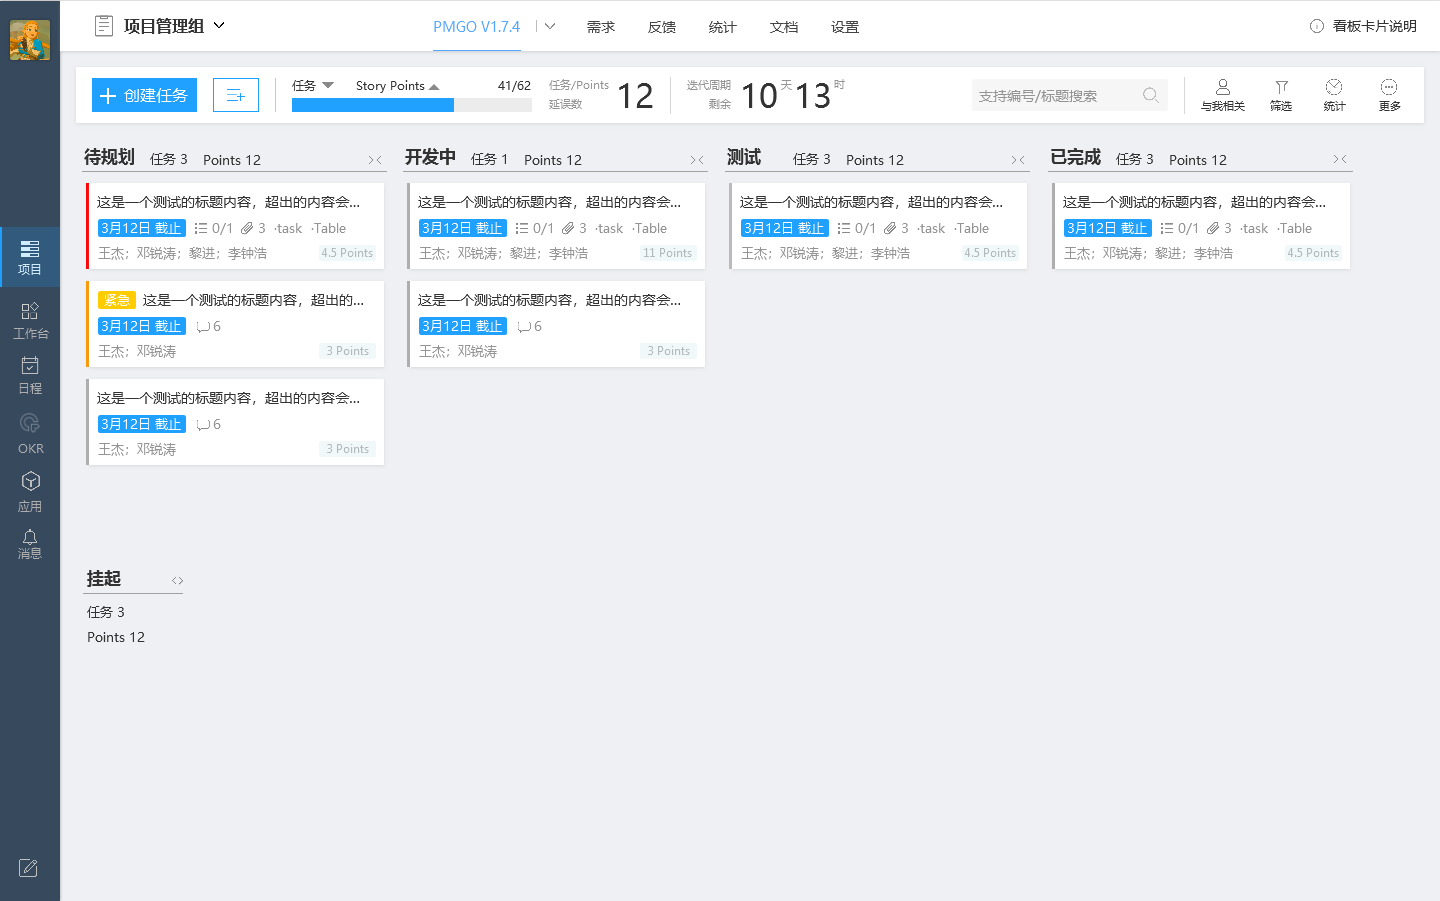 项目管理组
PMGO V1.7.4
需求
反馈
统计
文档
设置
看板卡片说明
创建任务
任务
Story Points
41/62
任务/Points
延误数
12
迭代周期
剩余
10 天 13 时
支持编号/标题搜索
与我相关
筛选
统计
更多
项目
工作台
日程
OKR
应用
消息
待规划 任务 3 Points 12
这是一个测试的标题内容，超出的内容会...
3月12日 截止 0/1 3 ·task ·Table
王杰；邓锐涛；黎进；李钟浩 4.5 Points
紧急 这是一个测试的标题内容，超出的...
3月12日 截止 6
王杰；邓锐涛 3 Points
这是一个测试的标题内容，超出的内容会...
3月12日 截止 6
王杰；邓锐涛 3 Points
开发中 任务 1 Points 12
这是一个测试的标题内容，超出的内容会...
3月12日 截止 0/1 3 ·task ·Table
王杰；邓锐涛；黎进；李钟浩 11 Points
这是一个测试的标题内容，超出的内容会...
3月12日 截止 6
王杰；邓锐涛 3 Points
测试 任务 3 Points 12
这是一个测试的标题内容，超出的内容会...
3月12日 截止 0/1 3 ·task ·Table
王杰；邓锐涛；黎进；李钟浩 4.5 Points
已完成 任务 3 Points 12
这是一个测试的标题内容，超出的内容会...
3月12日 截止 0/1 3 ·task ·Table
王杰；邓锐涛；黎进；李钟浩 4.5 Points
挂起
任务 3
Points 12